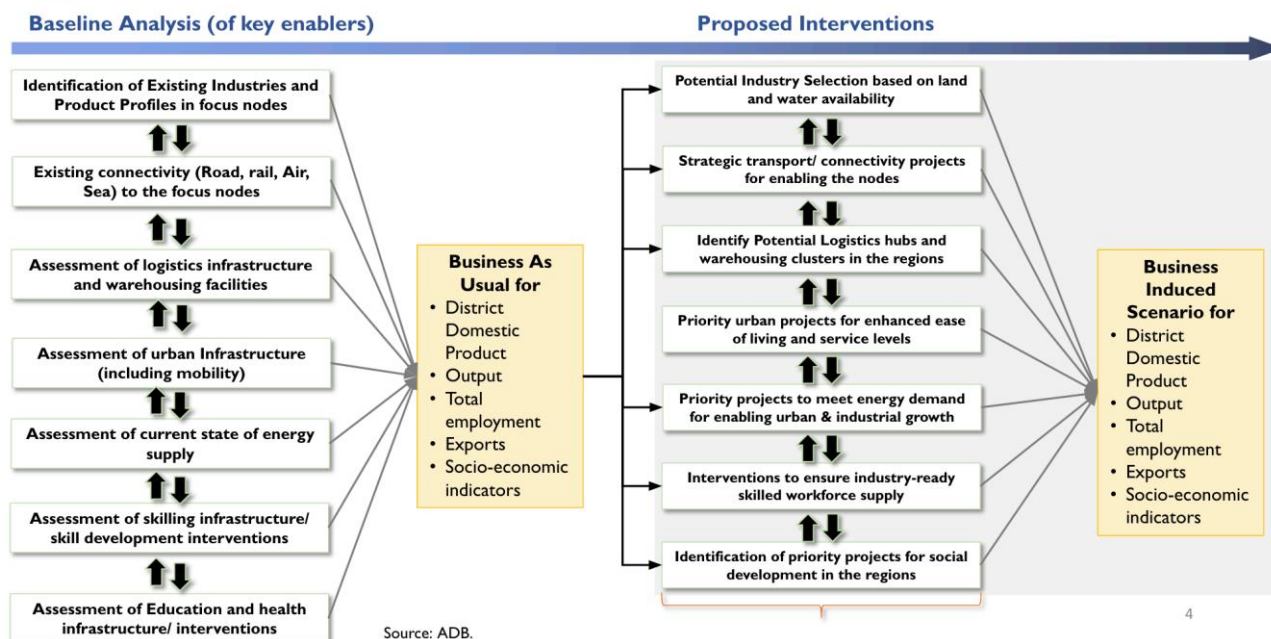 Baseline Analysis (of key enablers)
Proposed Interventions
Identification of Existing Industries and
Product Profiles in focus nodes
Existing connectivity (Road, rail, Air,
Sea) to the focus nodes
Assessment of logistics infrastructure
and warehousing facilities
Assessment of urban Infrastructure
(including mobility)
Assessment of current state of energy
supply
Assessment of skilling infrastructure/
skill development interventions
Assessment of Education and health
infrastructure/ interventions
Business As
Usual for
• District
Domestic
Product
• Output
• Total
employment
• Exports
• Socio-economic
indicators
Potential Industry Selection based on land
and water availability
Strategic transport/ connectivity projects
for enabling the nodes
Identify Potential Logistics hubs and
warehousing clusters in the regions
Priority urban projects for enhanced ease
of living and service levels
Priority projects to meet energy demand
for enabling urban & industrial growth
Interventions to ensure industry-ready
skilled workforce supply
Identification of priority projects for social
development in the regions
Business
Induced
Scenario for
• District
Domestic
Product
• Output
• Total
employment
• Exports
• Socio-economic
indicators
Source: ADB.
4